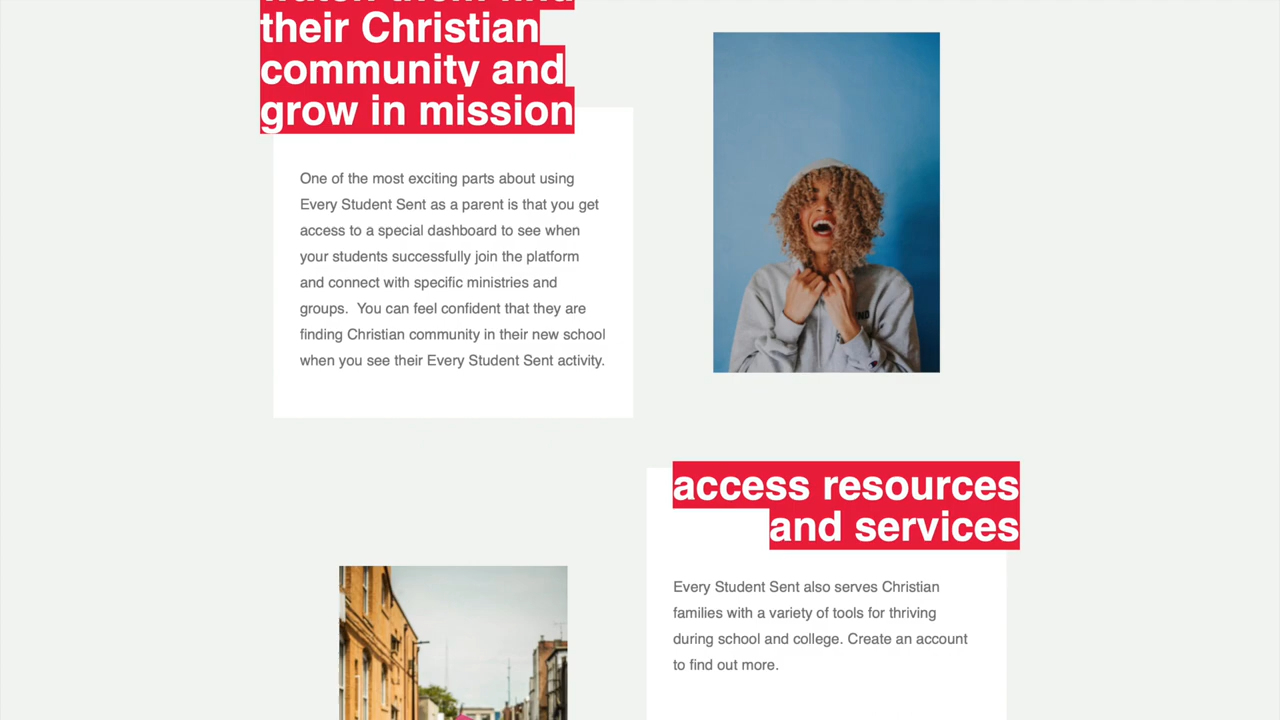 their Christian
community and
grow in mission
One of the most exciting parts about using
Every Student Sent as a parent is that you get
access to a special dashboard to see when
your students successfully join the platform
and connect with specific ministries and
groups.  You can feel confident that they are
finding Christian community in their new school
when you see their Every Student Sent activity.
access resources
and services
Every Student Sent also serves Christian
families with a variety of tools for thriving
during school and college. Create an account
to find out more.